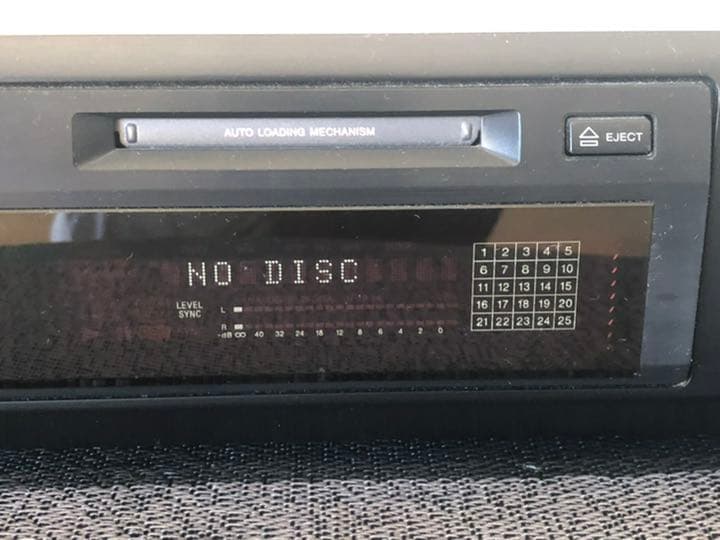 AUTO LOADING MECHANISM
EJECT
NO DISC
LEVEL SYNC
L
R
-dB ∞ 40 32 24 18 12 8 6 4 2 0
1 2 3 4 5
6 7 8 9 10
11 12 13 14 15
16 17 18 19 20
21 22 23 24 25